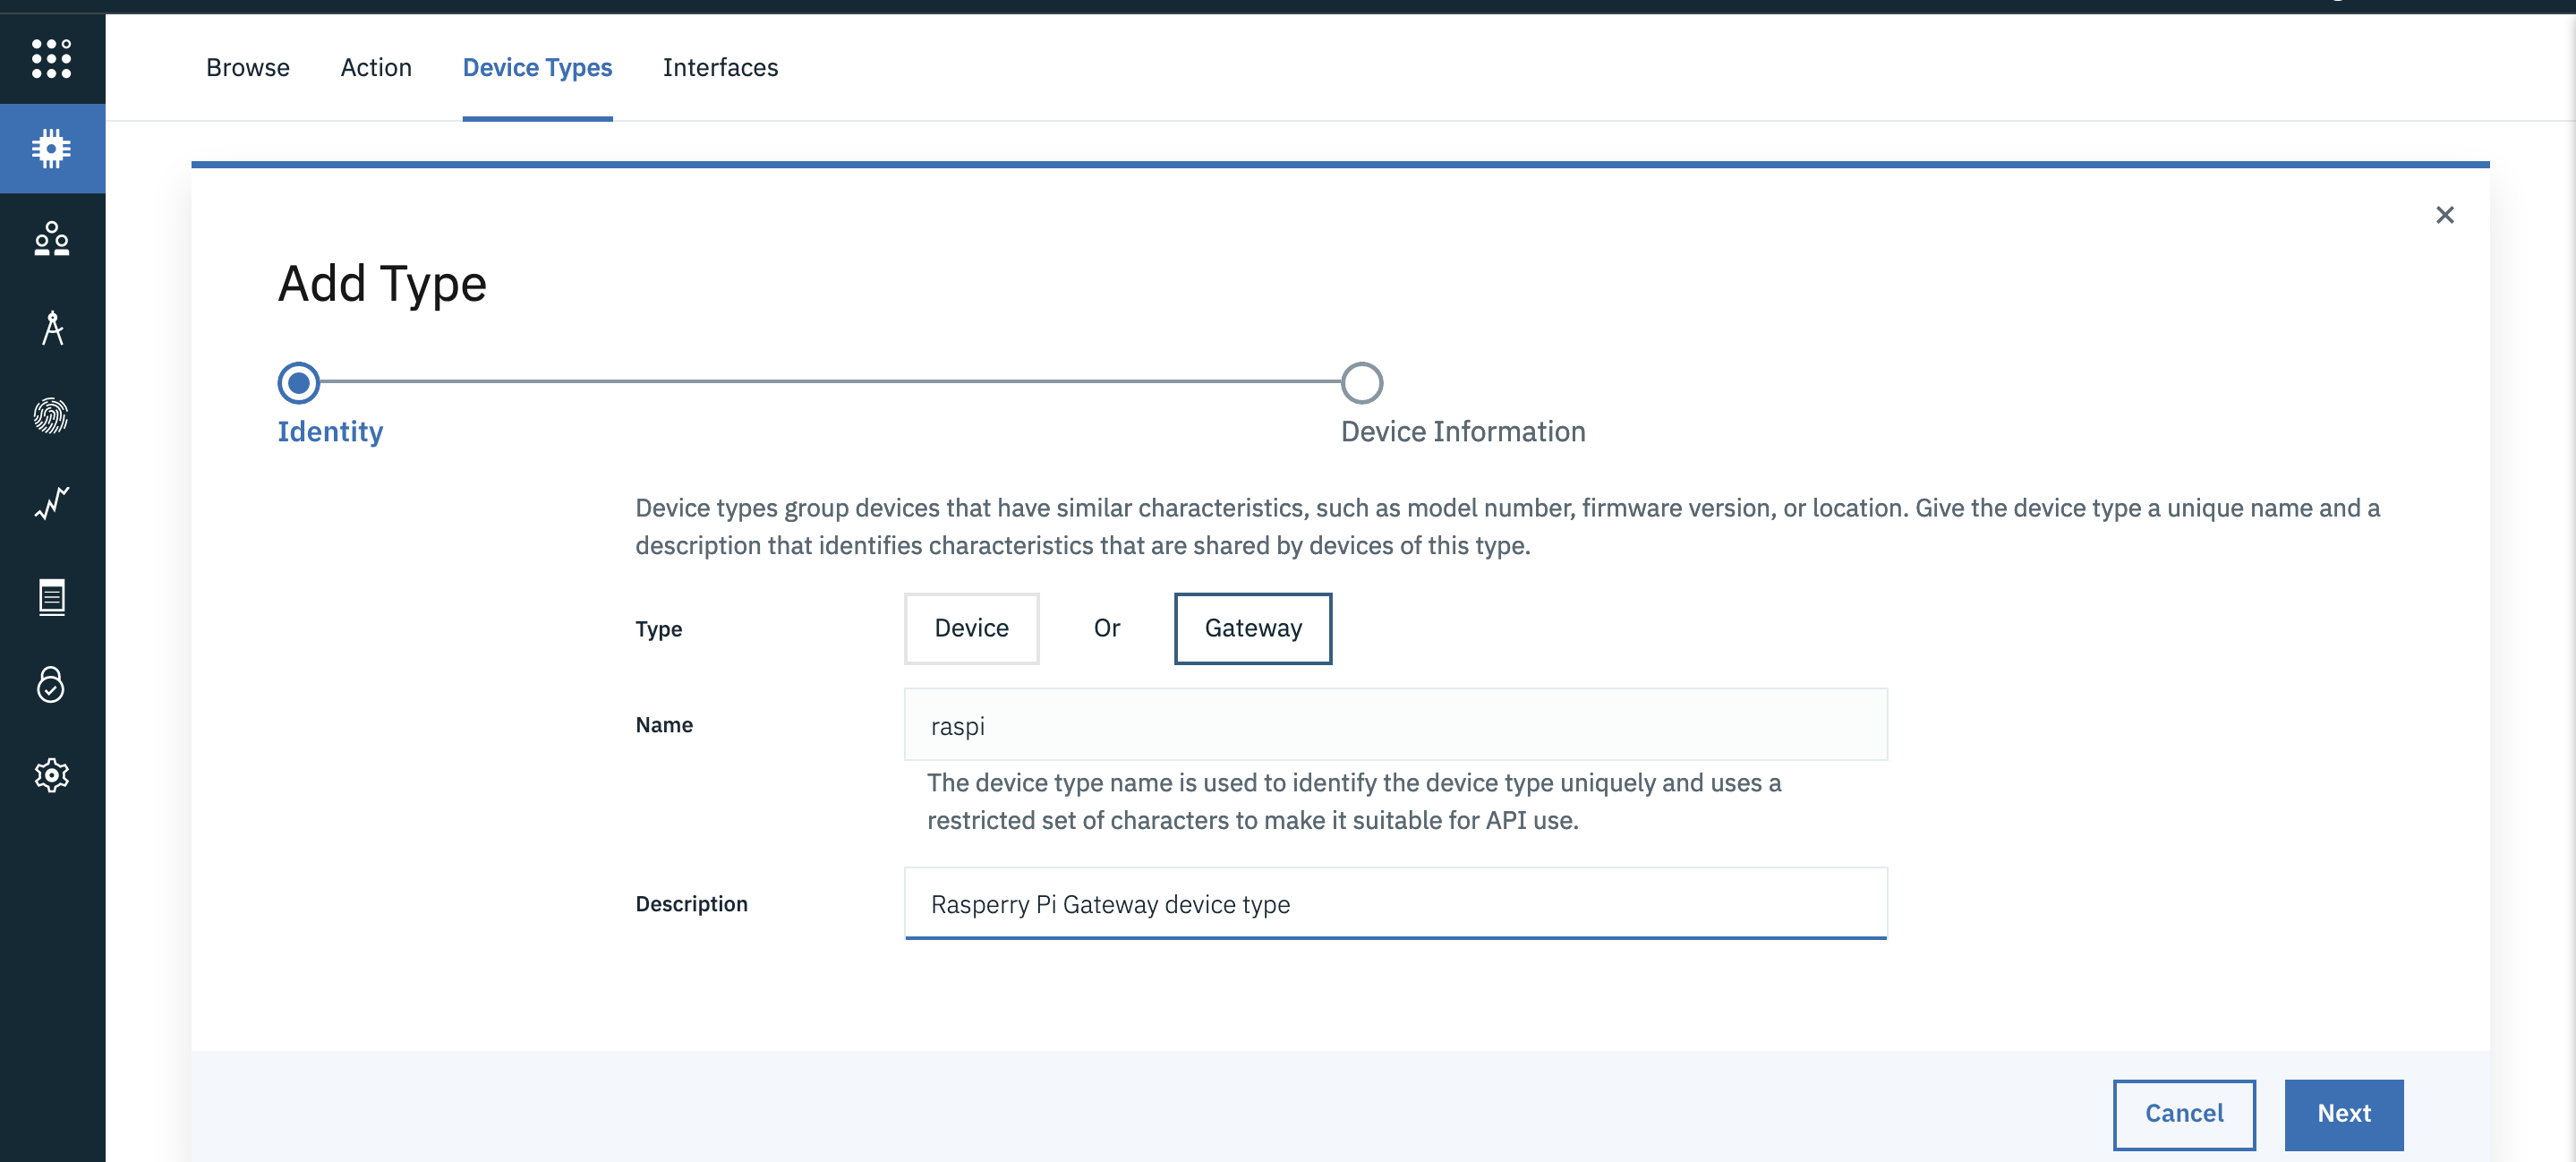 Browse Action Device Types Interfaces
Add Type
Identity Device Information
Device types group devices that have similar characteristics, such as model number, firmware version, or location. Give the device type a unique name and a
description that identifies characteristics that are shared by devices of this type.
Type Device Or Gateway
Name raspi
The device type name is used to identify the device type uniquely and uses a
restricted set of characters to make it suitable for API use.
Description Rasperry Pi Gateway device type
Cancel Next